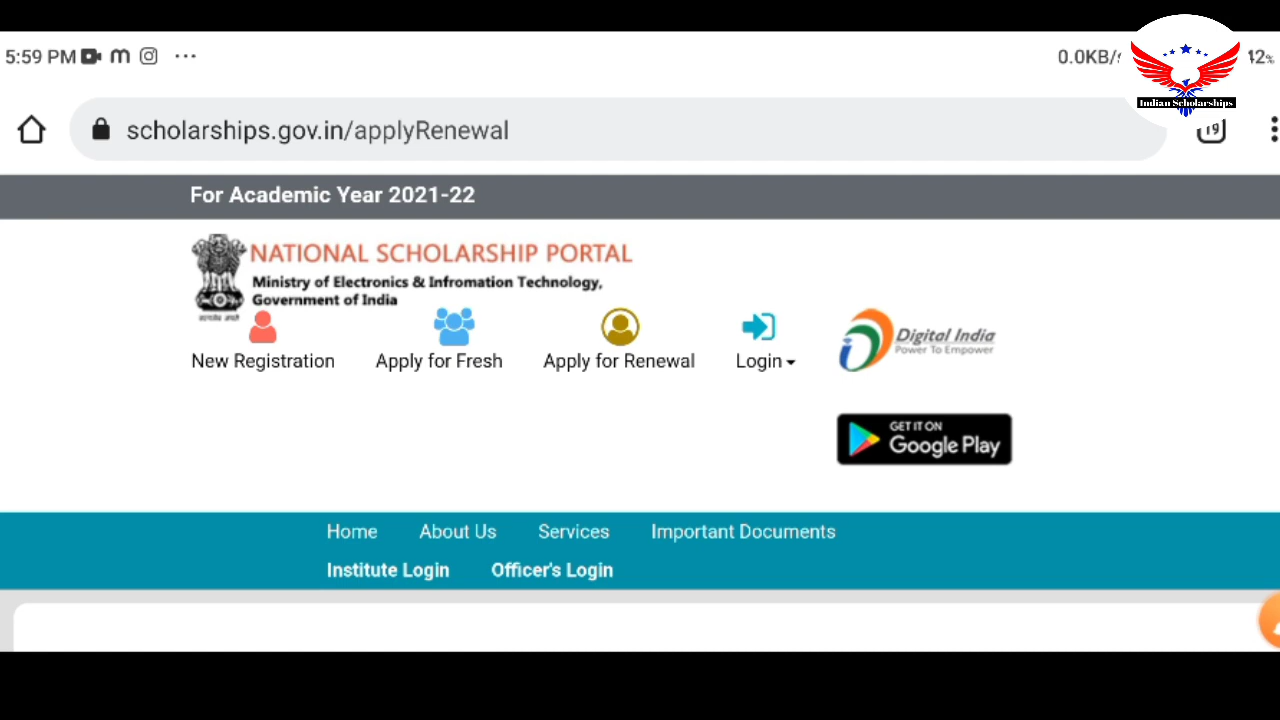 5:59 PM
0.0KB/s
Indian Scholarships
scholarships.gov.in/applyRenewal
19
For Academic Year 2021-22
NATIONAL SCHOLARSHIP PORTAL
Ministry of Electronics & Infromation Technology,
Government of India
New Registration Apply for Fresh Apply for Renewal Login
Digital India
Power To Empower
GET IT ON
Google Play
Home About Us Services Important Documents
Institute Login Officer's Login